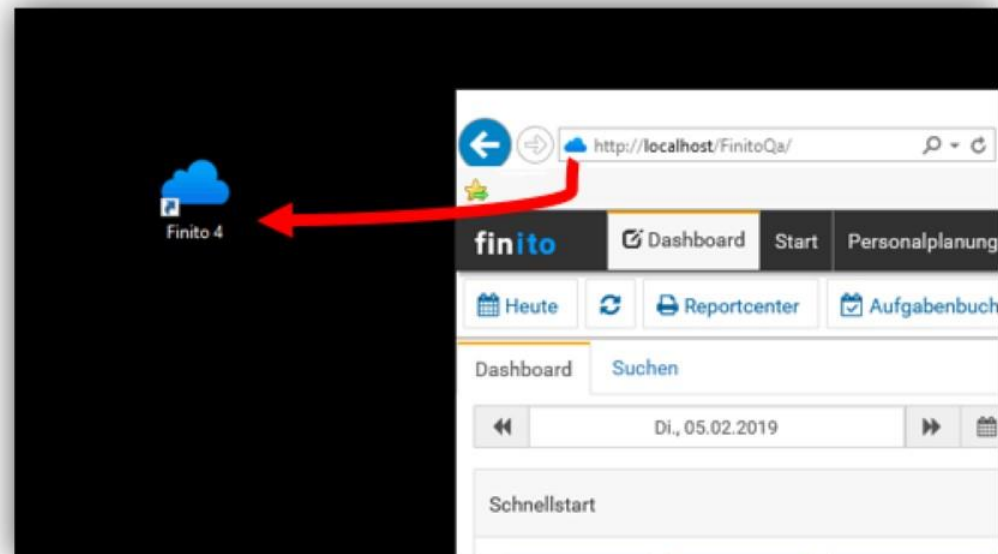 http://localhost/FinitoQa/
Finito 4
finito Dashboard Start Personalplanung
Heute Reportcenter Aufgabenbuch
Dashboard Suchen
Di., 05.02.2019
Schnellstart